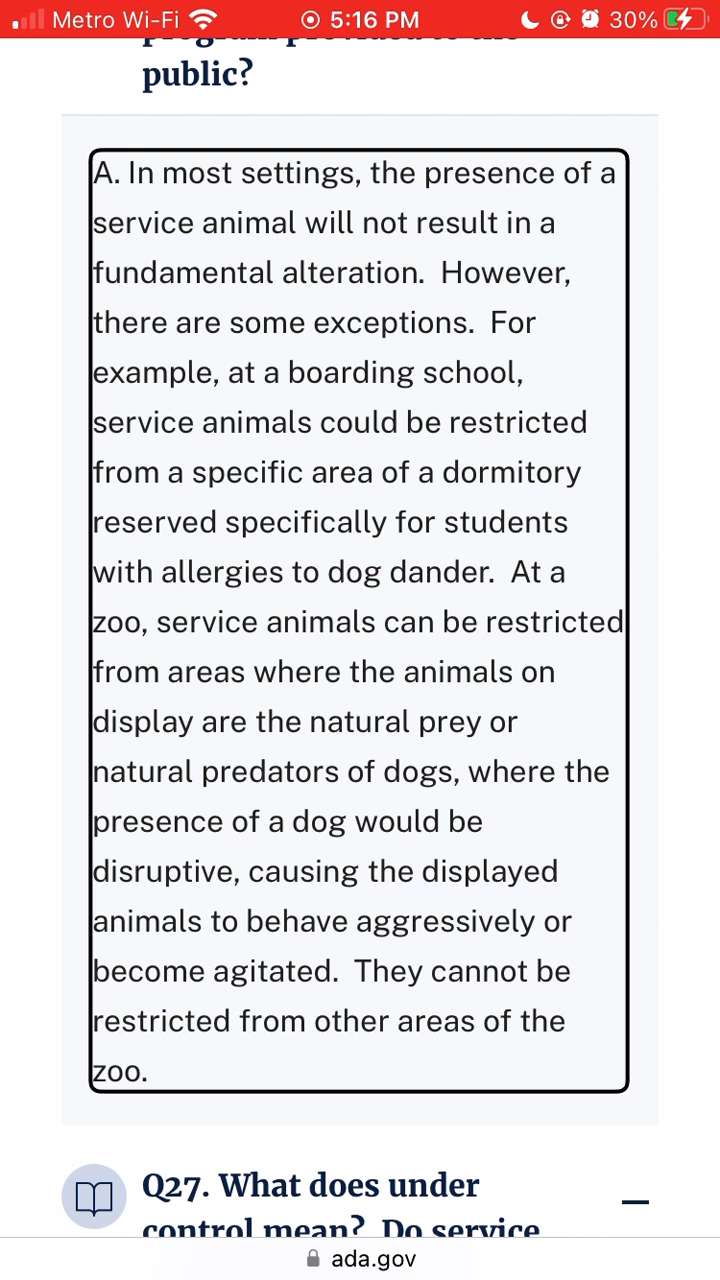 Metro Wi-Fi 5:16 PM 30%
public?
A. In most settings, the presence of a
service animal will not result in a
fundamental alteration.  However,
there are some exceptions.  For
example, at a boarding school,
service animals could be restricted
from a specific area of a dormitory
reserved specifically for students
with allergies to dog dander.  At a
zoo, service animals can be restricted
from areas where the animals on
display are the natural prey or
natural predators of dogs, where the
presence of a dog would be
disruptive, causing the displayed
animals to behave aggressively or
become agitated.  They cannot be
restricted from other areas of the
zoo.
Q27. What does under
control mean?  Do service
ada.gov